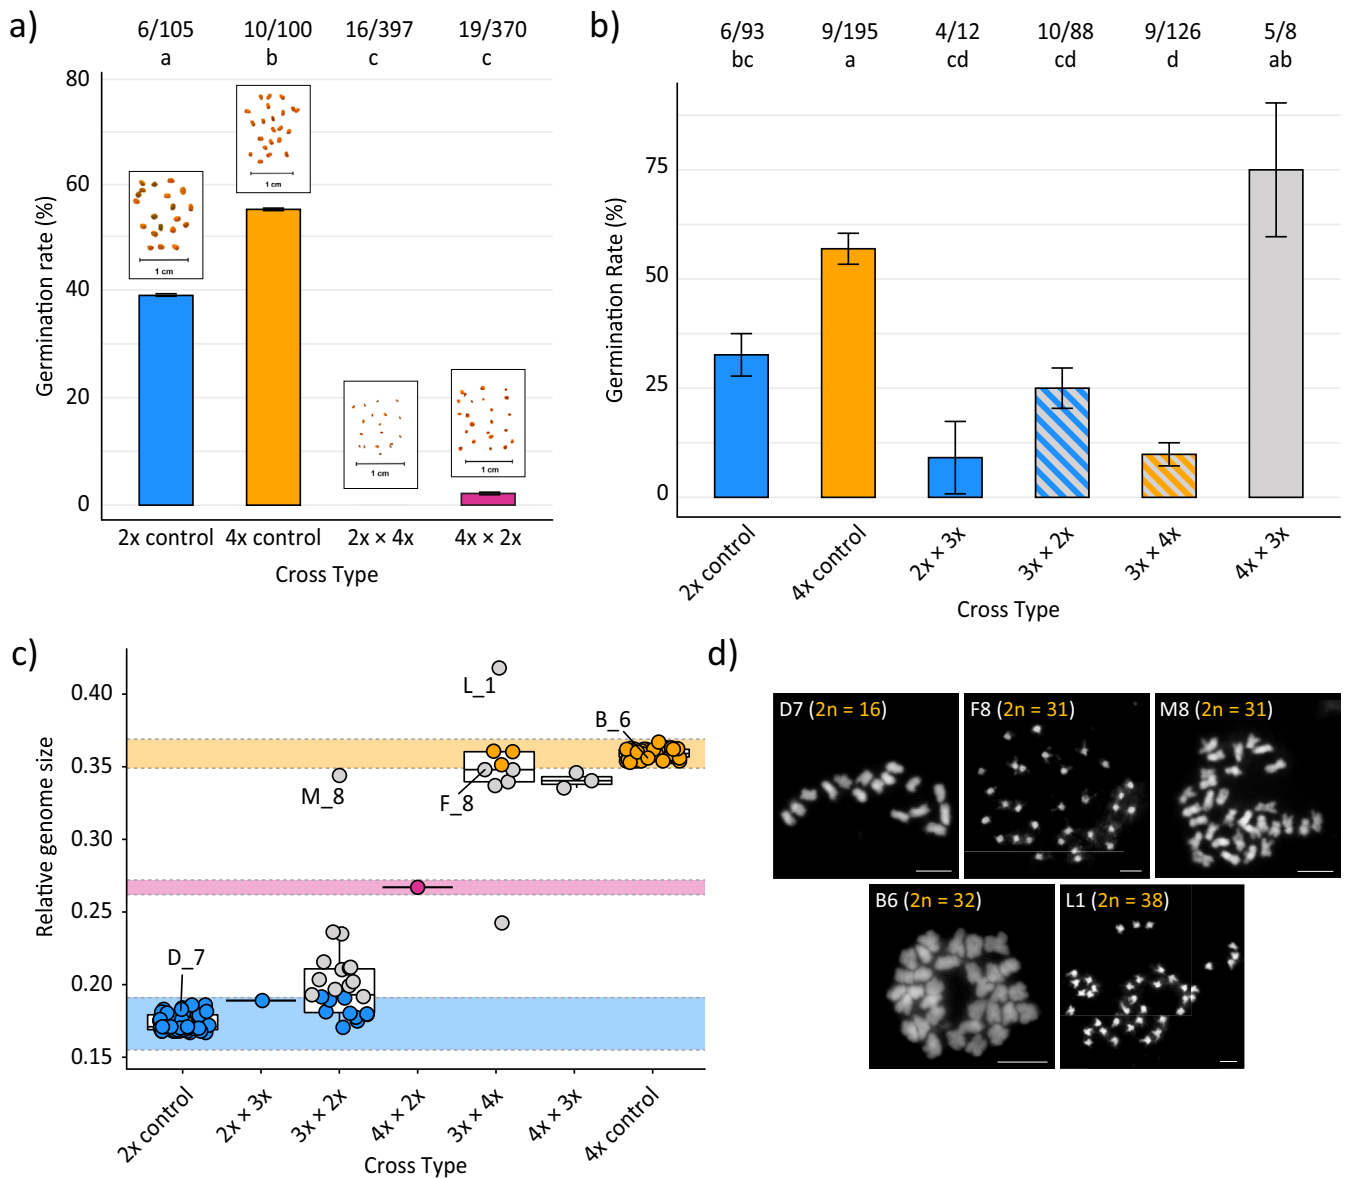 a)
6/105 10/100 16/397 19/370
a b c c
80
60
40
20
0
Germination rate (%)
1 cm
1 cm
1 cm
1 cm
2x control 4x control 2x × 4x 4x × 2x
Cross Type
b)
6/93 9/195 4/12 10/88 9/126 5/8
bc a cd cd d ab
75
50
25
0
Germination Rate (%)
2x control 4x control 2x × 3x 3x × 2x 3x × 4x 4x × 3x
Cross Type
c)
0.40
0.35
0.30
0.25
0.20
0.15
Relative genome size
L_1
B_6
M_8
F_8
D_7
2x control 2x × 3x 3x × 2x 4x × 2x 3x × 4x 4x × 3x 4x control
Cross Type
d)
D7 (2n = 16) F8 (2n = 31) M8 (2n = 31)
B6 (2n = 32) L1 (2n = 38)